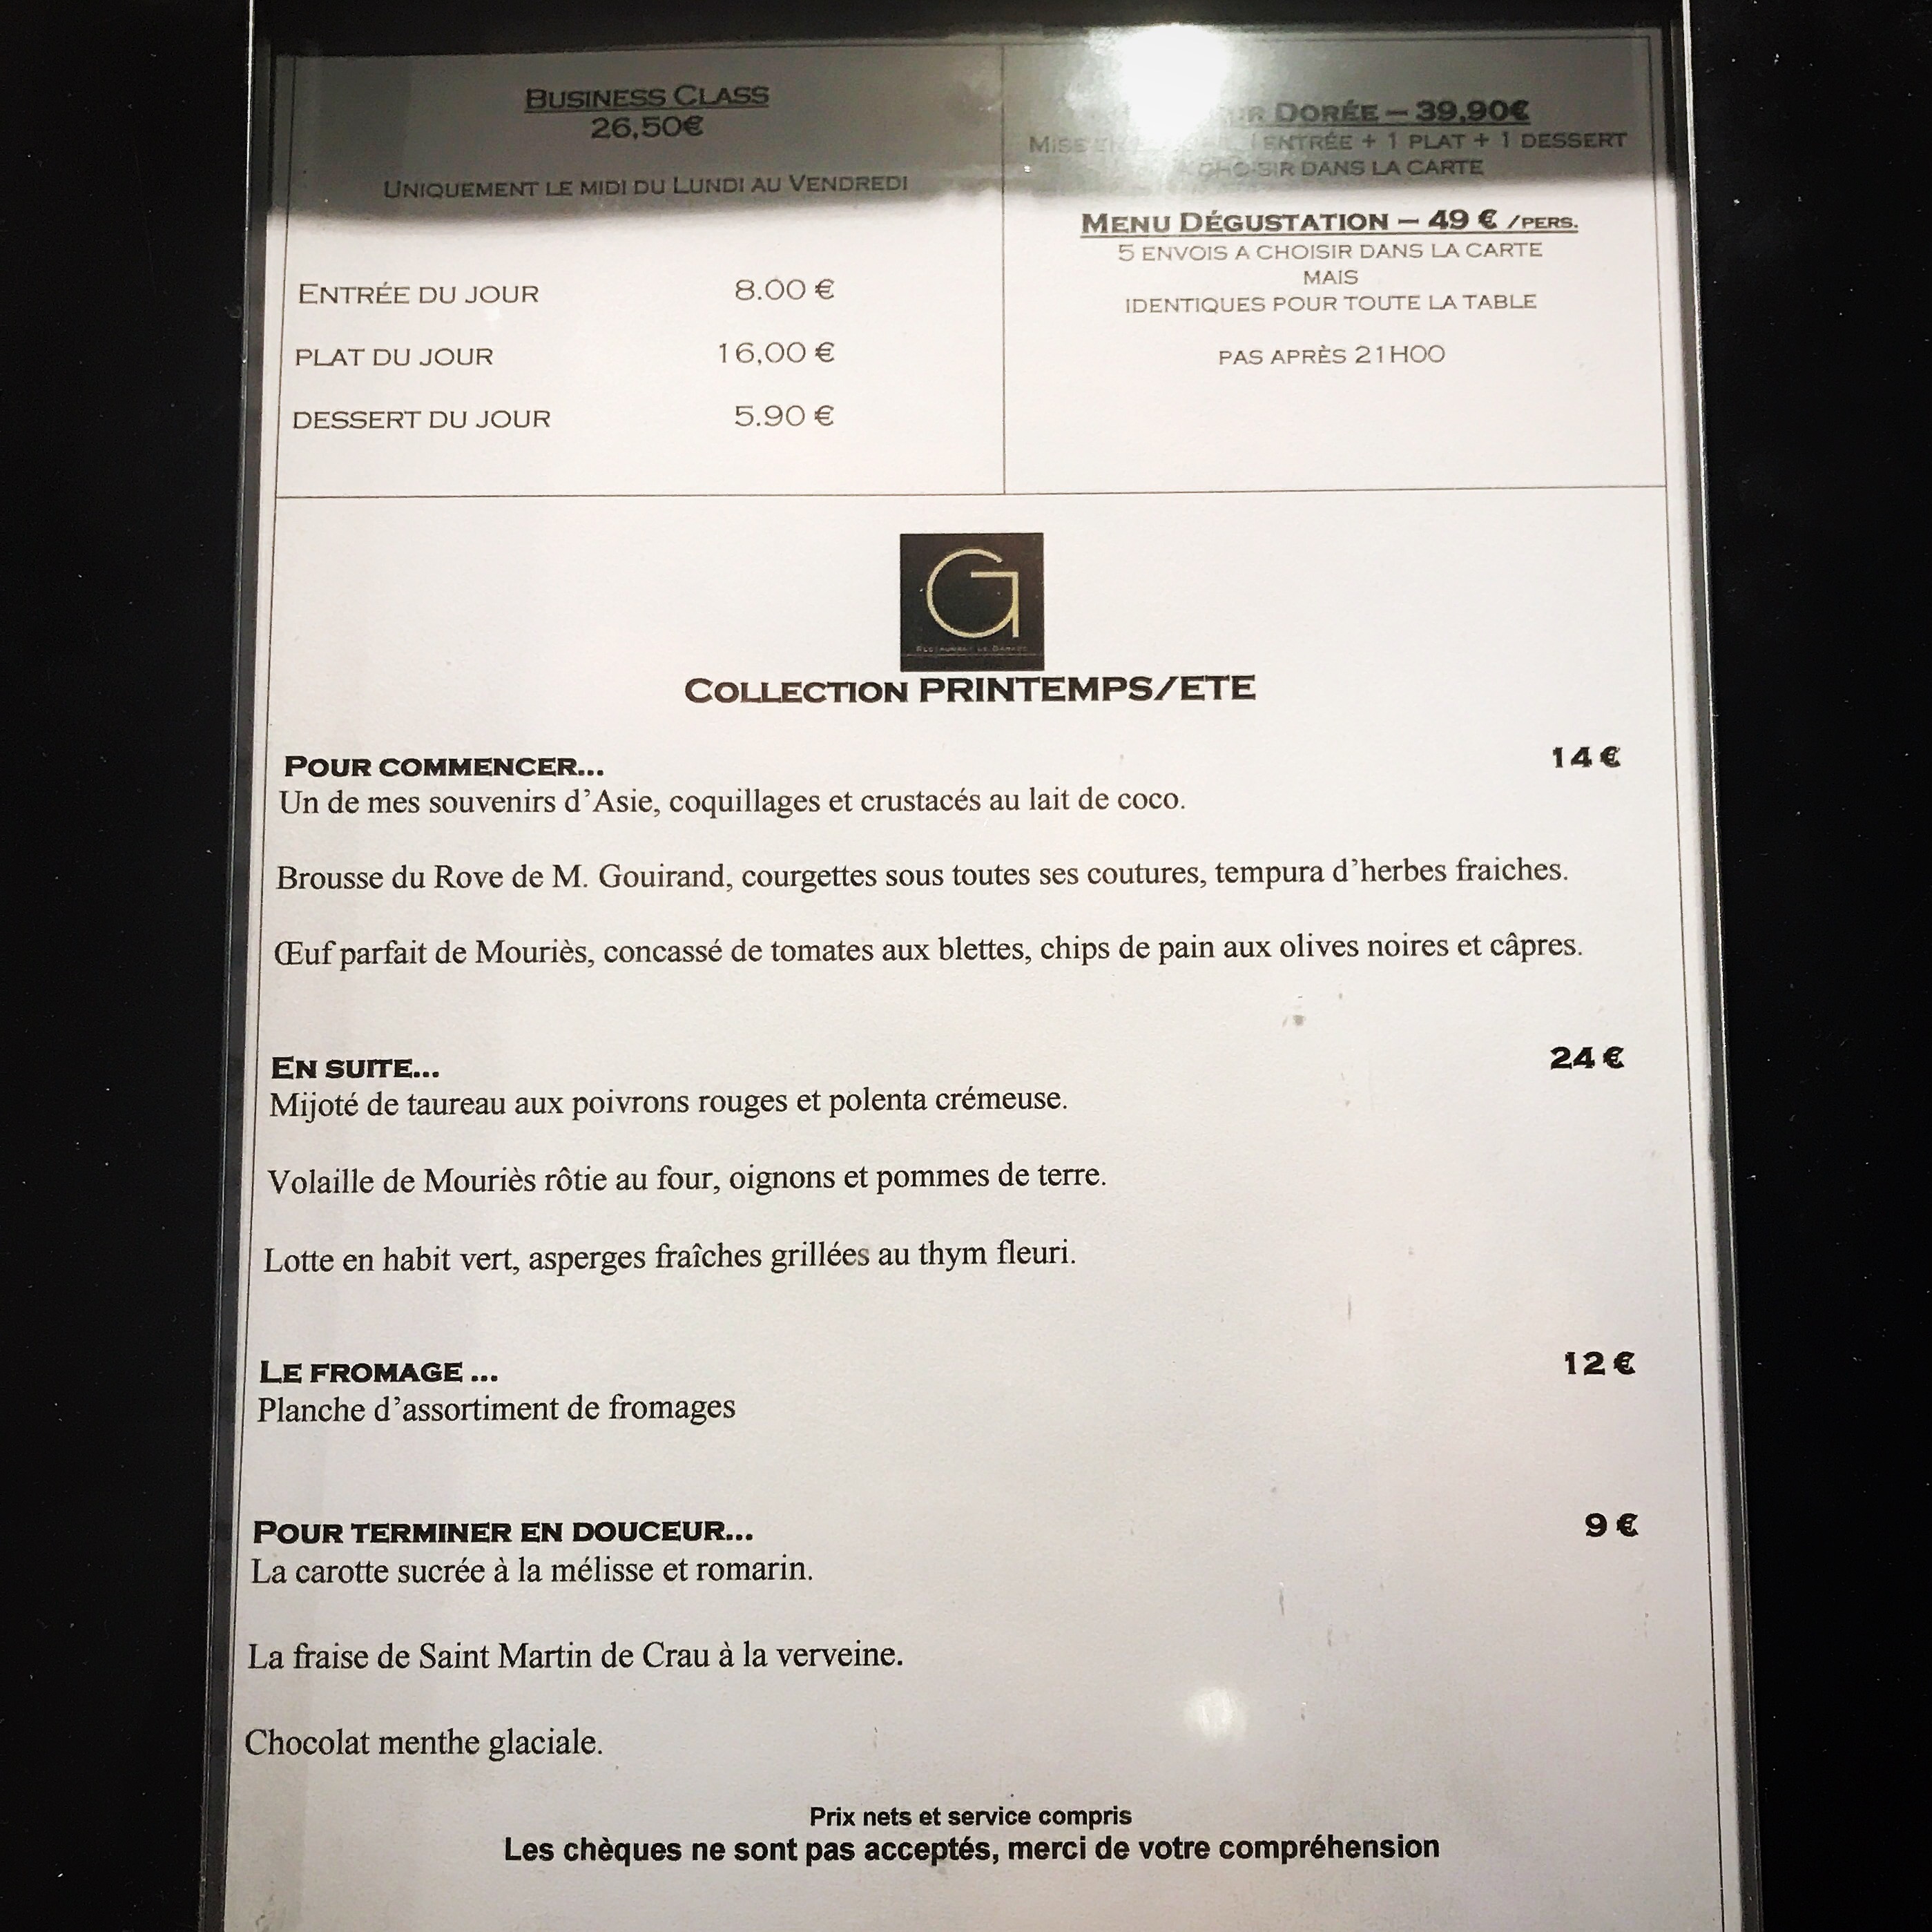 BUSINESS CLASS
26,50€
UNIQUEMENT LE MIDI DU LUNDI AU VENDREDI
ENTRÉE DU JOUR 8.00 €
PLAT DU JOUR 16,00 €
DESSERT DU JOUR 5.90 €
DORÉE – 39,90€
ENTRÉE + 1 PLAT + 1 DESSERT
CHOISIR DANS LA CARTE
MENU DÉGUSTATION – 49 € /PERS.
5 ENVOIS A CHOISIR DANS LA CARTE
MAIS
IDENTIQUES POUR TOUTE LA TABLE
PAS APRÈS 21H00
G
COLLECTION PRINTEMPS/ETE
POUR COMMENCER... 14 €
Un de mes souvenirs d’Asie, coquillages et crustacés au lait de coco.
Brousse du Rove de M. Gouirand, courgettes sous toutes ses coutures, tempura d’herbes fraiches.
Œuf parfait de Mouriès, concassé de tomates aux blettes, chips de pain aux olives noires et câpres.
EN SUITE... 24 €
Mijoté de taureau aux poivrons rouges et polenta crémeuse.
Volaille de Mouriès rôtie au four, oignons et pommes de terre.
Lotte en habit vert, asperges fraîches grillées au thym fleuri.
LE FROMAGE ... 12 €
Planche d’assortiment de fromages
POUR TERMINER EN DOUCEUR... 9 €
La carotte sucrée à la mélisse et romarin.
La fraise de Saint Martin de Crau à la verveine.
Chocolat menthe glaciale.
Prix nets et service compris
Les chèques ne sont pas acceptés, merci de votre compréhension